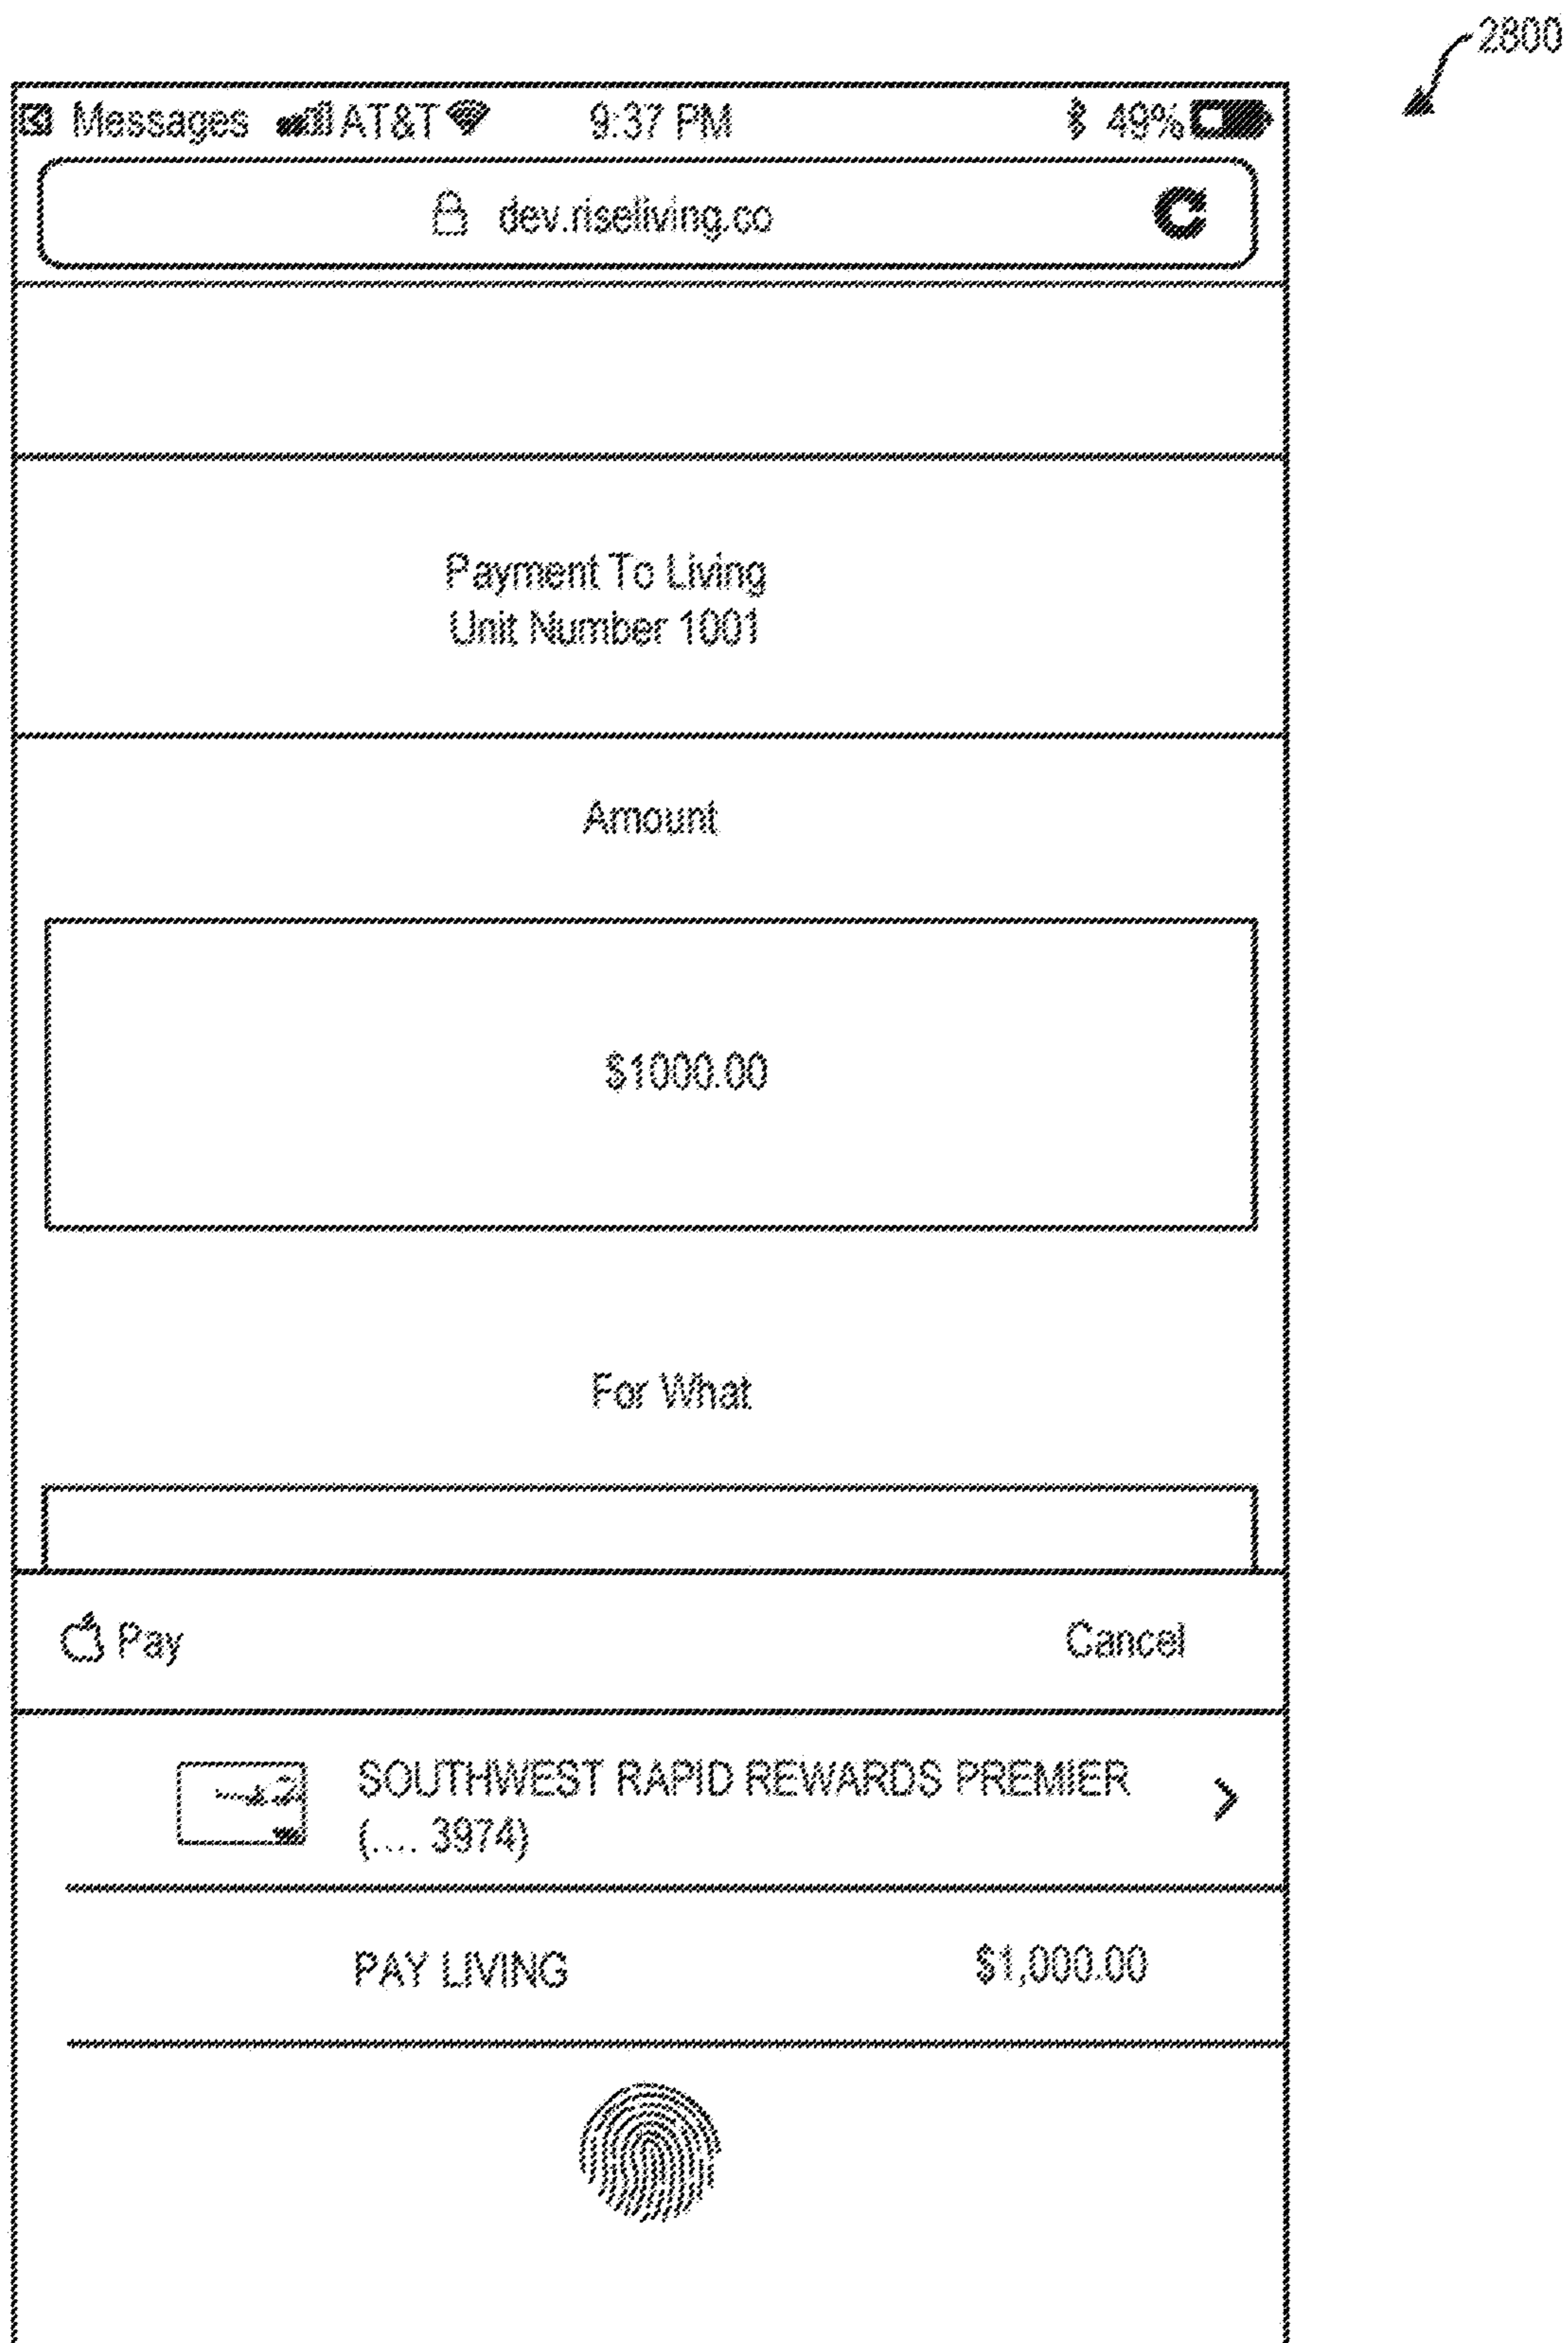 2800
Messages AT&T 9:37 PM 49%
dev.riseliving.co
Payment To Living
Unit Number 1001
Amount
$1000.00
For What
Pay Cancel
SOUTHWEST RAPID REWARDS PREMIER
(.... 3974)
PAY LIVING $1,000.00